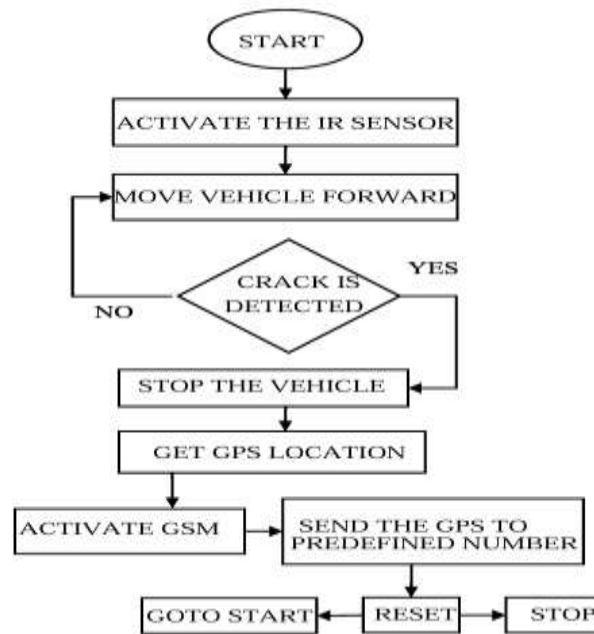 START
ACTIVATE THE IR SENSOR
MOVE VEHICLE FORWARD
YES
CRACK IS
DETECTED
NO
STOP THE VEHICLE
GET GPS LOCATION
ACTIVATE GSM
SEND THE GPS TO
PREDEFINED NUMBER
GOTO START
RESET
STOP